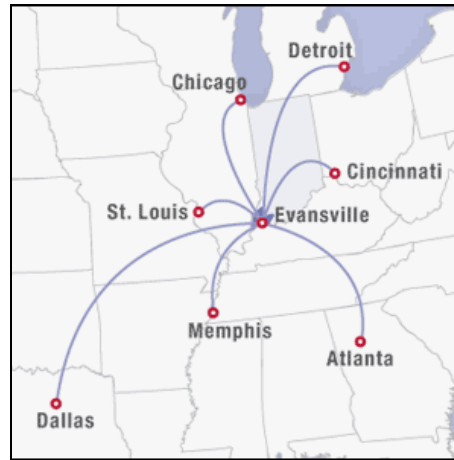 Detroit
Chicago
Cincinnati
St. Louis
Evansville
Memphis
Atlanta
Dallas